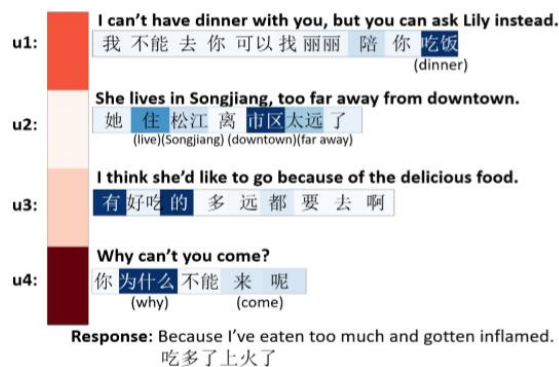 I can't have dinner with you, but you can ask Lily instead.
u1: 我 不能 去 你 可以 找 丽丽 陪 你 吃饭
(dinner)
She lives in Songjiang, too far away from downtown.
u2: 她 住 松江 离 市区 太远 了
(live)(Songjiang) (downtown)(far away)
I think she'd like to go because of the delicious food.
u3: 有 好吃 的 多 远 都 要 去 啊
Why can't you come?
u4: 你 为什么 不能 来 呢
(why) (come)
Response: Because I've eaten too much and gotten inflamed.
吃多了上火了